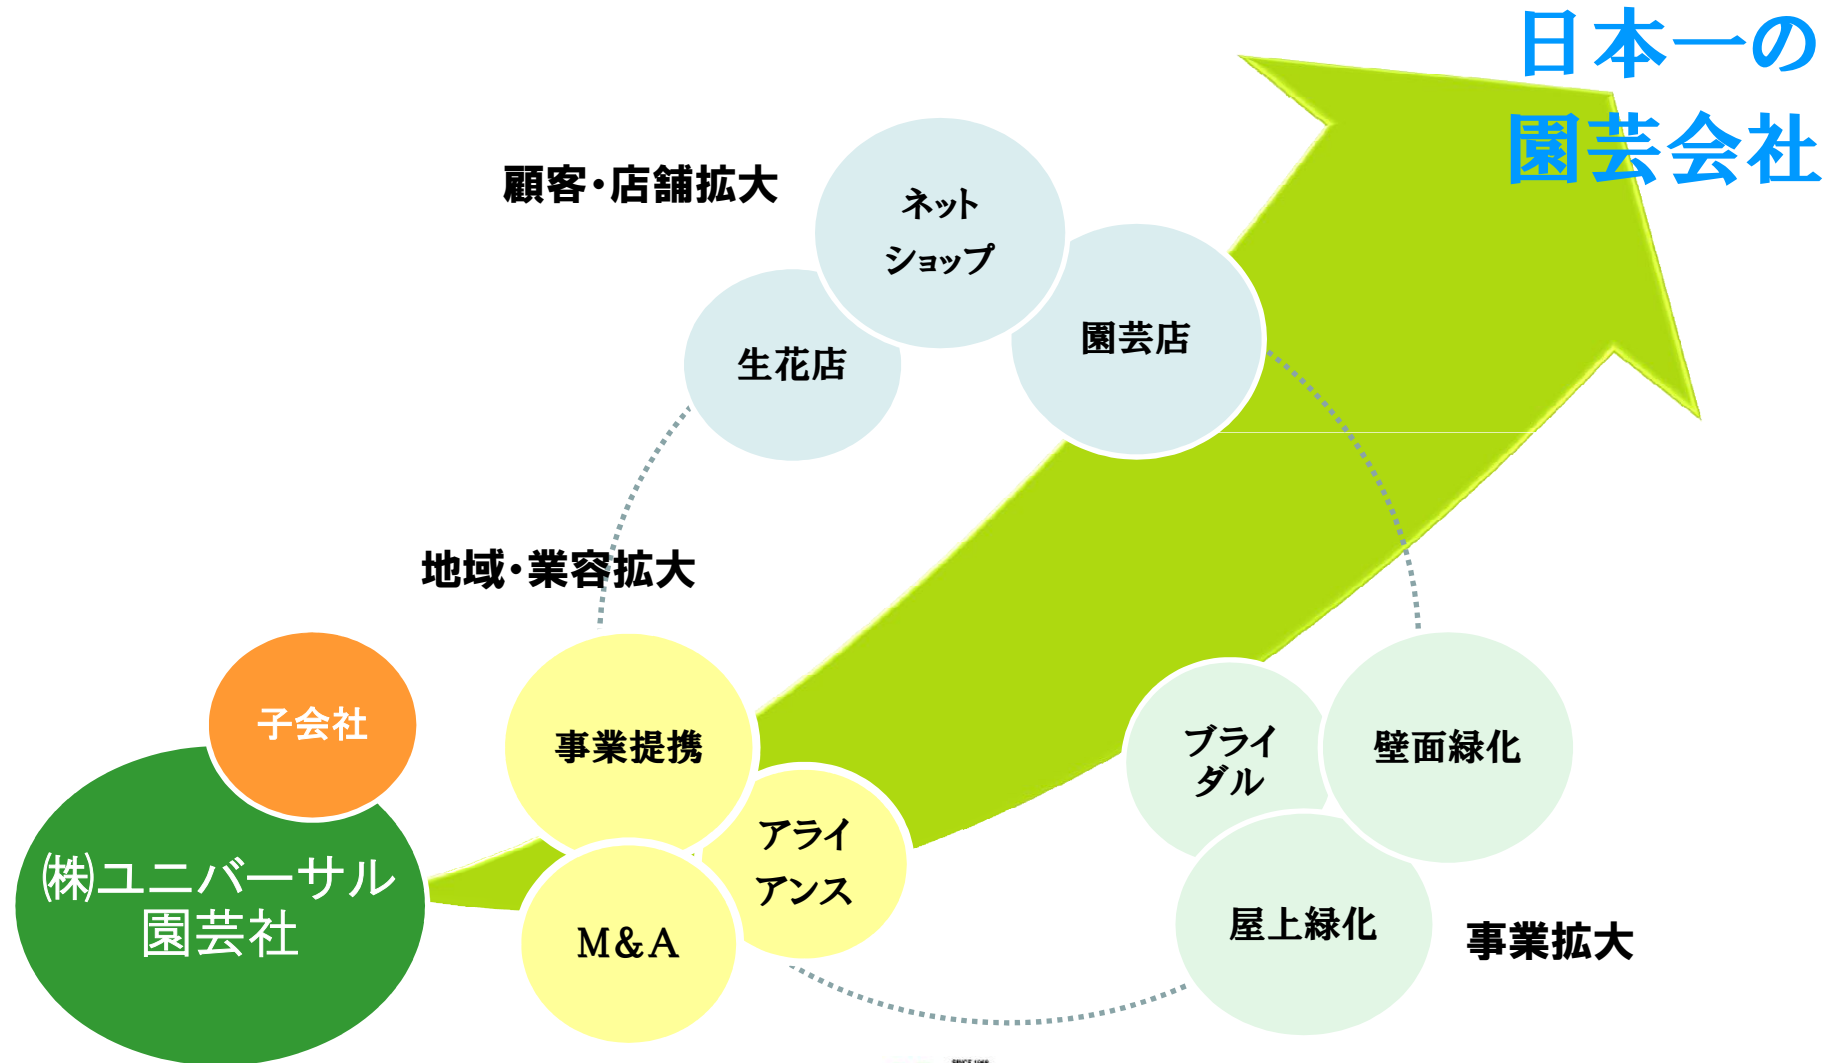 日本一の
園芸会社
顧客・店舗拡大
ネット
ショップ
園芸店
生花店
地域・業容拡大
子会社
㈱ユニバーサル
園芸社
事業提携
アライ
アンス
M&A
ブライ
ダル
壁面緑化
屋上緑化
事業拡大
SINCE 1968